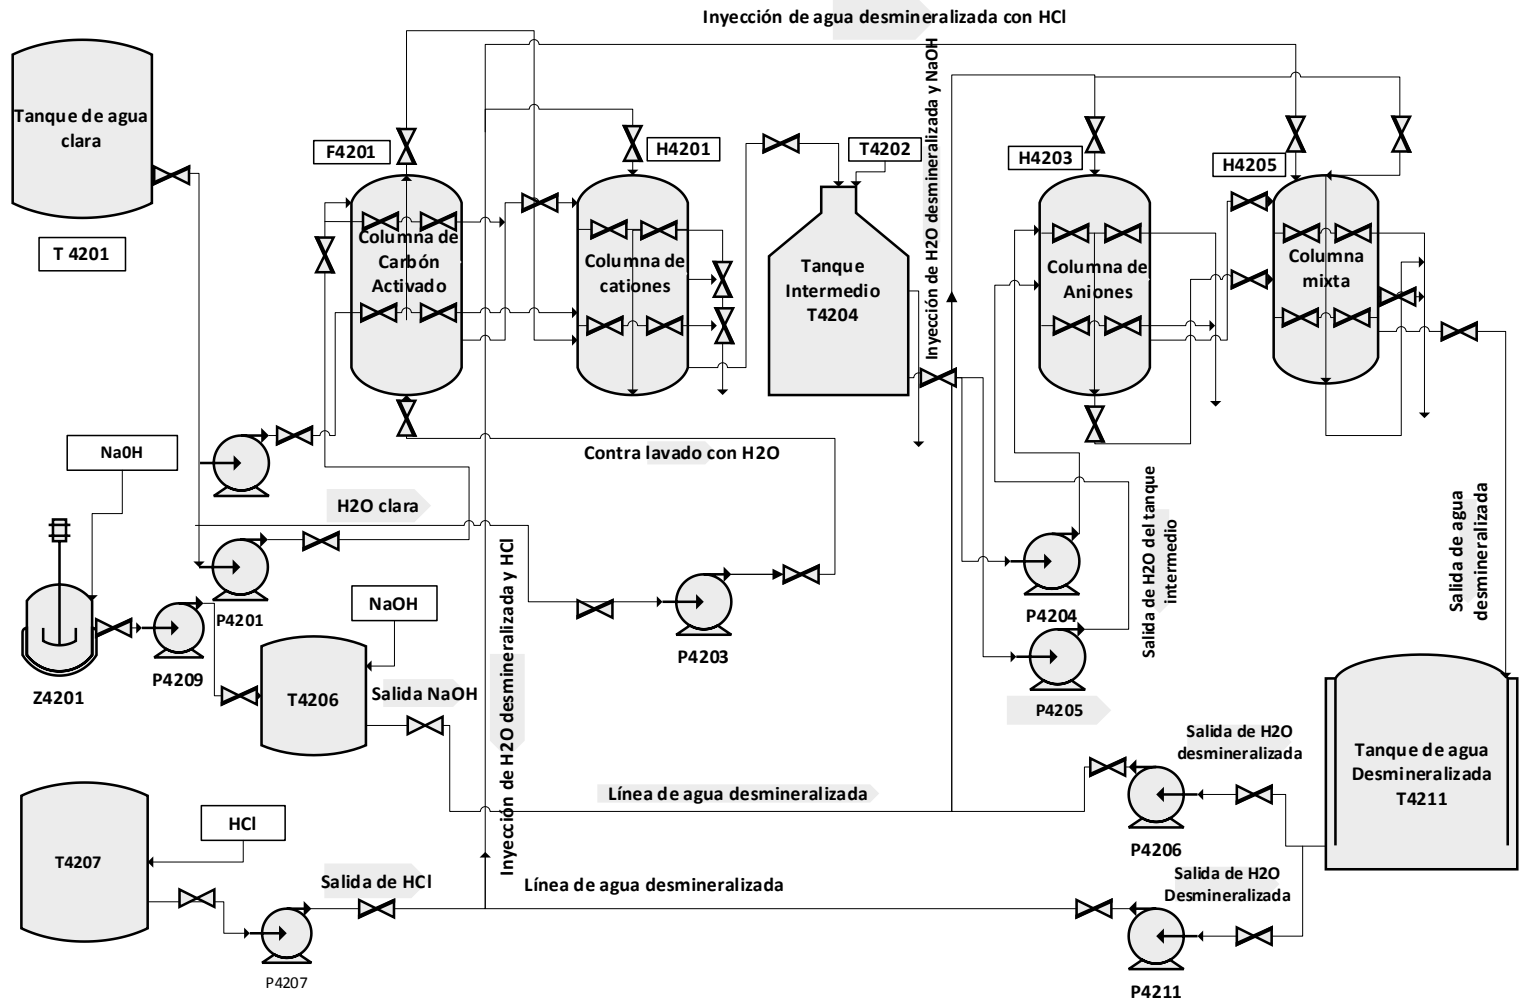 Inyección de agua desmineralizada con HCl
Tanque de agua
clara
T 4201
F4201
H4201
T4202
H4203
H4205
Inyección de H2O desmineralizada y NaOH
Columna de
Carbón
Activado
Columna de
cationes
Tanque
Intermedio
T4204
Columna de
Aniones
Columna
mixta
Na0H
Contra lavado con H2O
H2O clara
Salida de H2O del tanque
intermedio
Salida de agua
desmineralizada
Inyección de H2O desmineralizada y HCl
P4201
NaOH
P4203
P4204
Z4201
P4209
T4206
Salida NaOH
P4205
Salida de H2O
desmineralizada
Tanque de agua
Desmineralizada
T4211
Línea de agua desmineralizada
HCl
T4207
P4206
Salida de HCl
Línea de agua desmineralizada
Salida de H2O
Desmineralizada
P4207
P4211